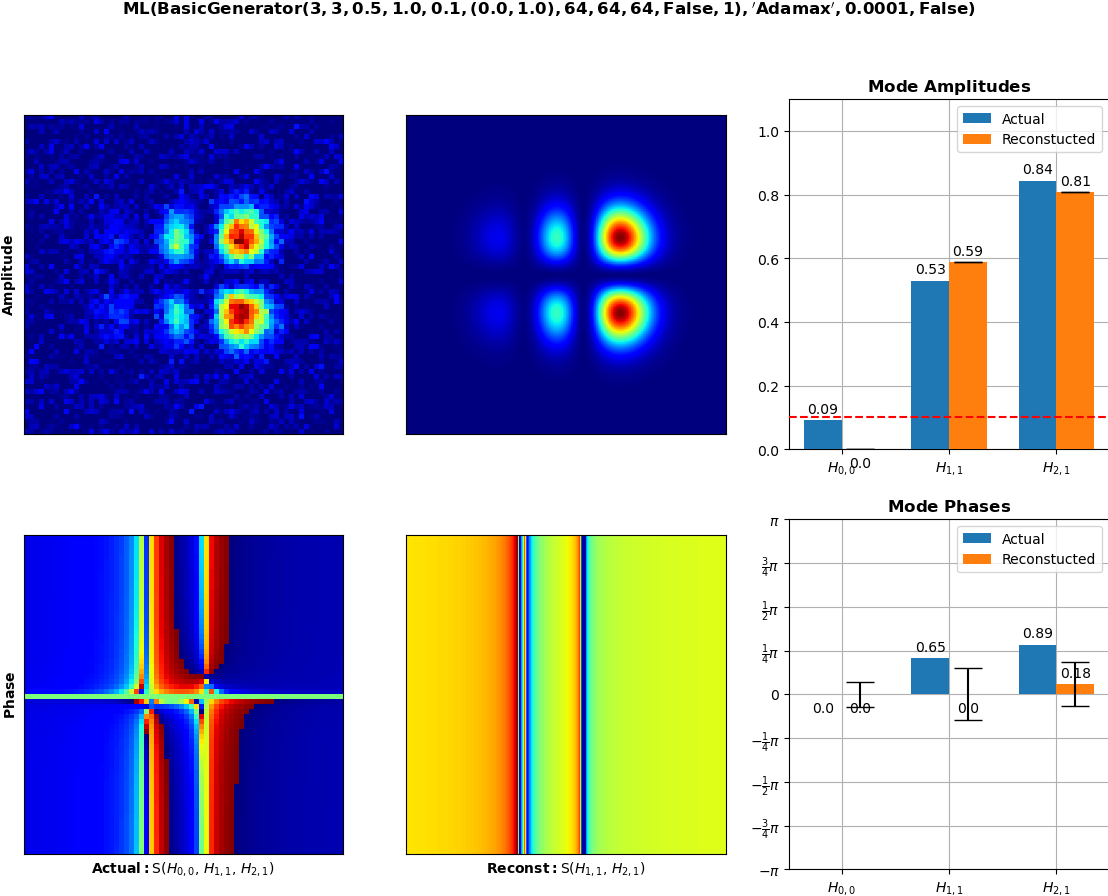 ML(BasicGenerator(3, 3, 0.5, 1.0, 0.1, (0.0, 1.0), 64, 64, 64, False, 1), ′Adamax′, 0.0001, False)
Amplitude
Mode Amplitudes
Actual
Reconstucted
1.0
0.8
0.6
0.4
0.2
0.0
0.09
0.0
0.53
0.59
0.84
0.81
H₀,₀
H₁,₁
H₂,₁
Phase
Actual: S(H₀,₀, H₁,₁, H₂,₁)
Reconst: S(H₁,₁, H₂,₁)
Mode Phases
Actual
Reconstucted
π
3/4π
1/2π
1/4π
0
−1/4π
−1/2π
−3/4π
−π
0.0
0.0
0.65
0.0
0.89
0.18
H₀,₀
H₁,₁
H₂,₁